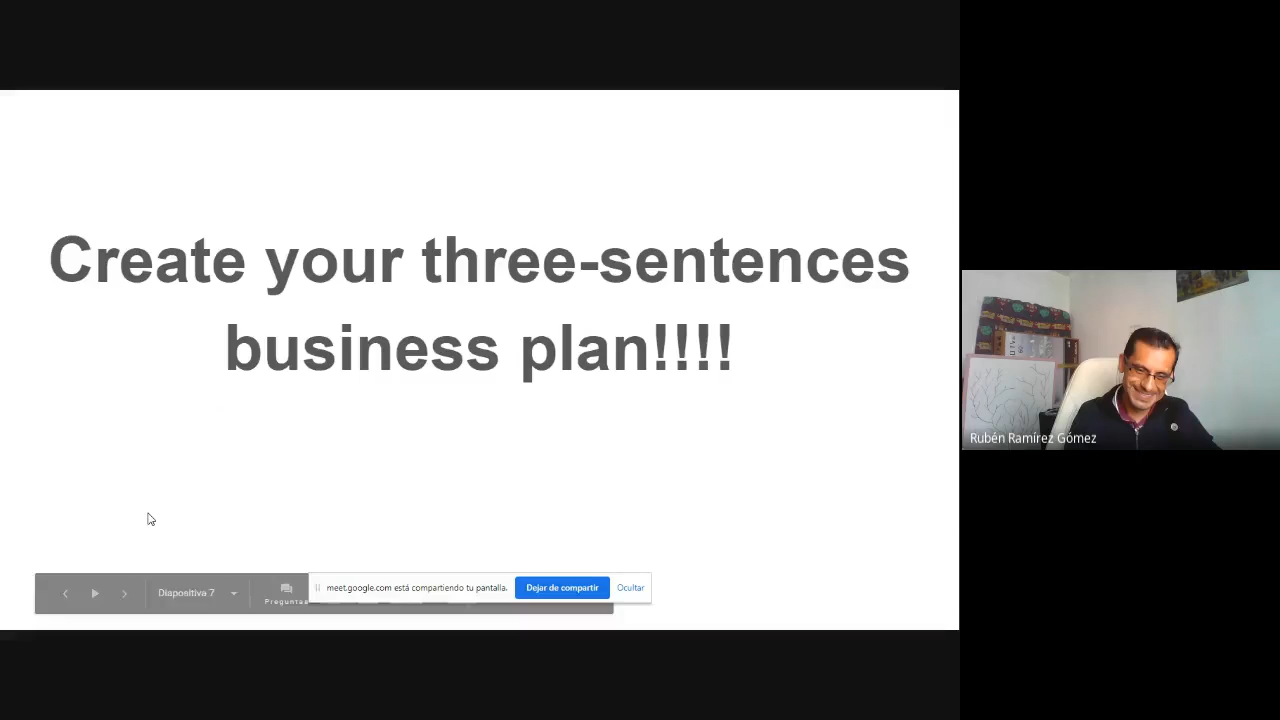 Create your three-sentences
business plan!!!!
Rubén Ramírez Gómez
Diapositiva 7
Preguntas
meet.google.com está compartiendo tu pantalla.
Dejar de compartir
Ocultar